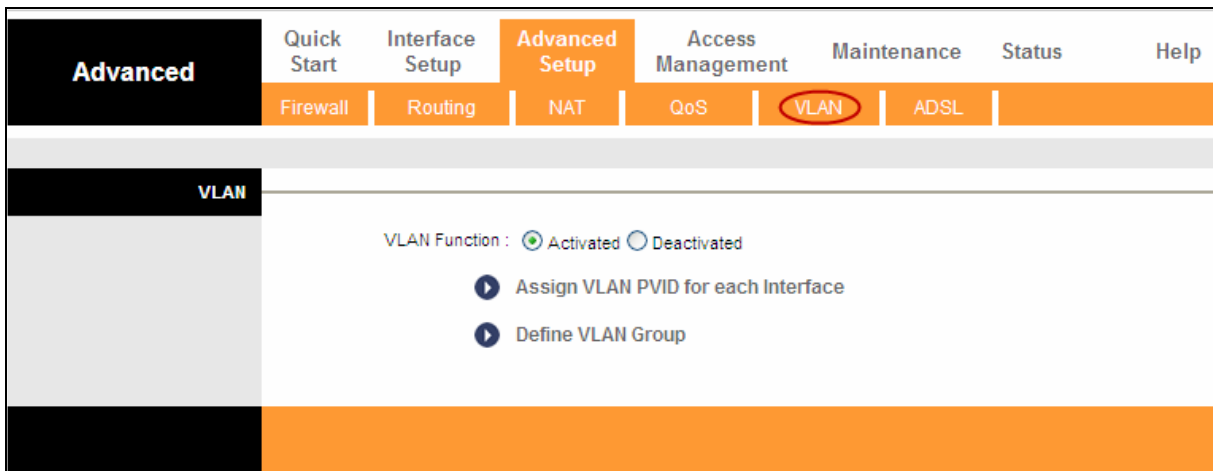 Advanced
Quick Start
Interface Setup
Advanced Setup
Access Management
Maintenance
Status
Help
Firewall
Routing
NAT
QoS
VLAN
ADSL
VLAN
VLAN Function : Activated Deactivated
Assign VLAN PVID for each Interface
Define VLAN Group